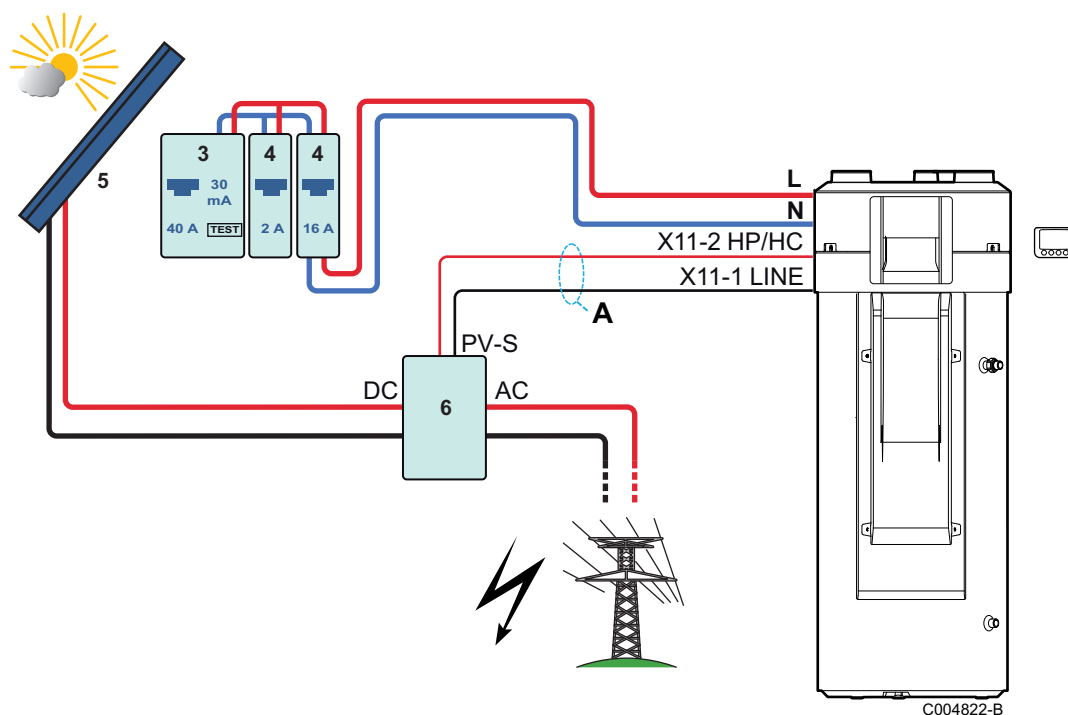 3
4
4
30
mA
40 A
TEST
2 A
16 A
5
L
N
X11-2 HP/HC
X11-1 LINE
A
PV-S
DC
6
AC
C004822-B